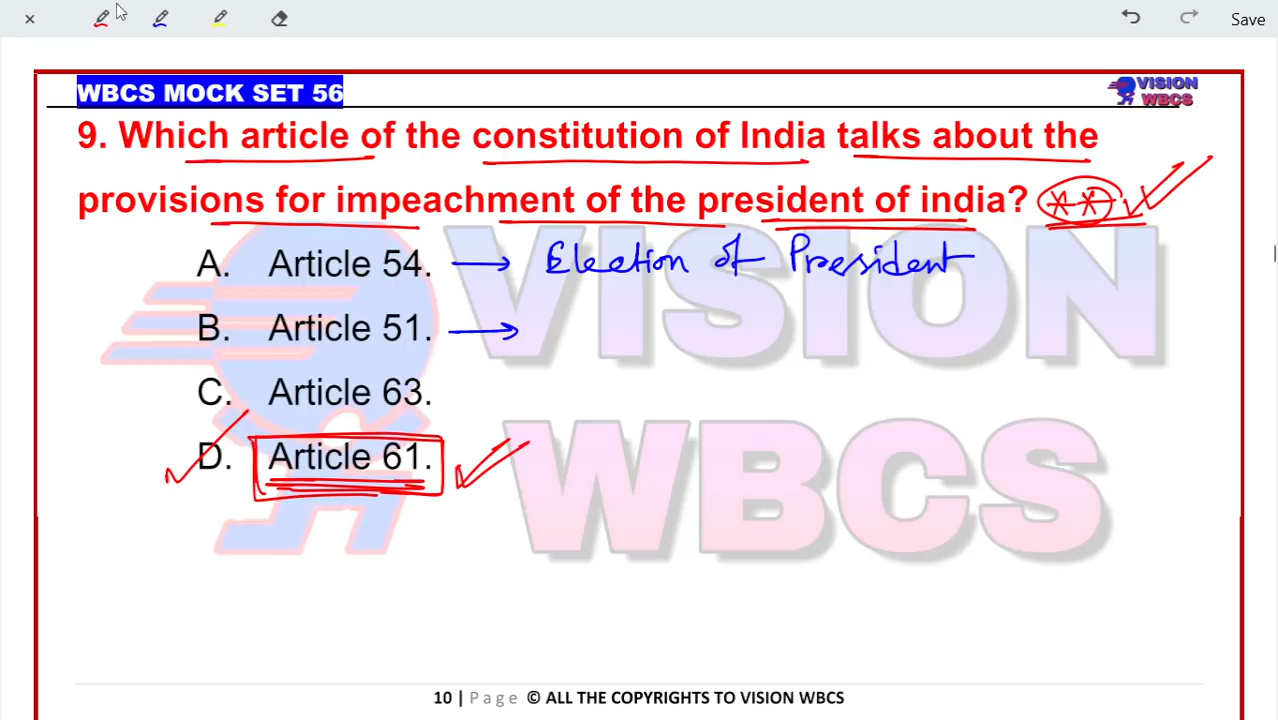 Save
WBCS MOCK SET 56
VISION
WBCS
9. Which article of the constitution of India talks about the
provisions for impeachment of the president of india?
A. Article 54. → Election of President
B. Article 51. →
C. Article 63.
D. Article 61.
VISION
WBCS
10 | Page © ALL THE COPYRIGHTS TO VISION WBCS